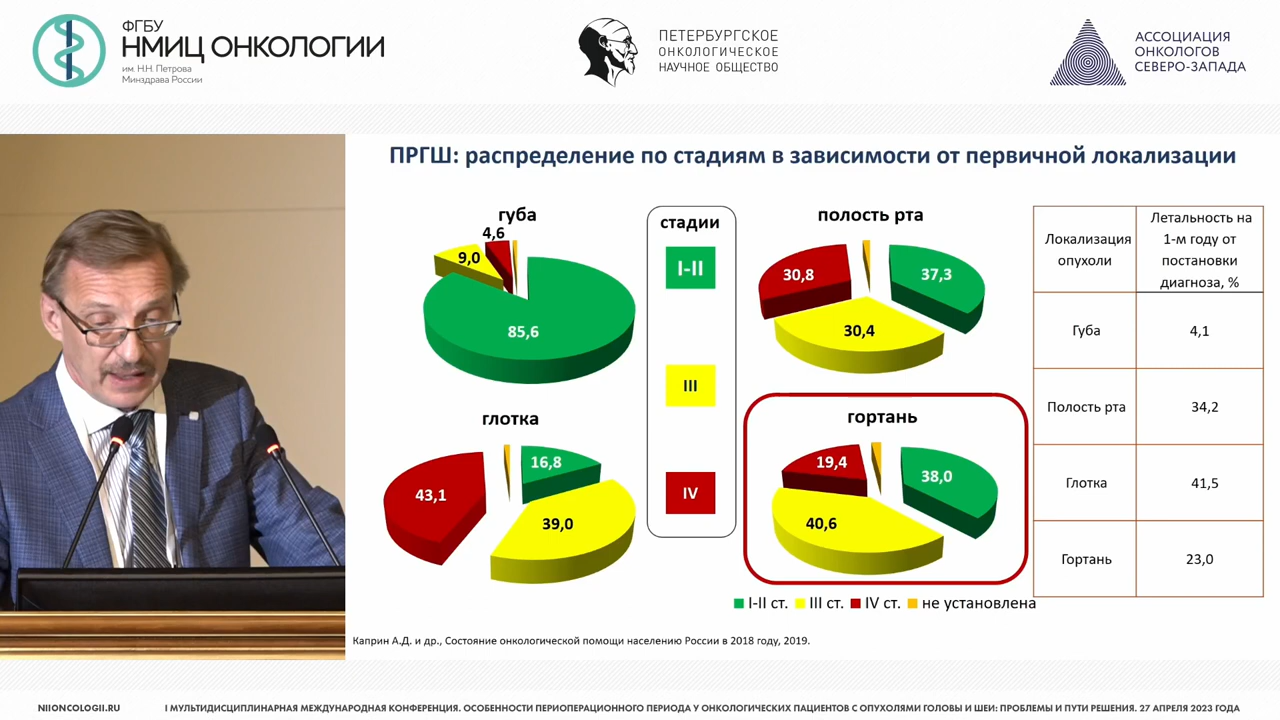 ФГБУ
НМИЦ ОНКОЛОГИИ
им. Н.Н. Петрова
Минздрава России
ПЕТЕРБУРГСКОЕ
ОНКОЛОГИЧЕСКОЕ
НАУЧНОЕ ОБЩЕСТВО
АССОЦИАЦИЯ
ОНКОЛОГОВ
СЕВЕРО-ЗАПАДА
ПРГШ: распределение по стадиям в зависимости от первичной локализации
губа
4,6
9,0
85,6
стадии
I-II
III
IV
полость рта
30,8
37,3
30,4
глотка
16,8
43,1
39,0
гортань
19,4
38,0
40,6
I-II ст. III ст. IV ст. не установлена
Локализация
опухоли
Летальность на
1-м году от
постановки
диагноза, %
Губа
4,1
Полость рта
34,2
Глотка
41,5
Гортань
23,0
Каприн А.Д. и др., Состояние онкологической помощи населению России в 2018 году, 2019.
NIIONCOLOGII.RU
I МУЛЬТИДИСЦИПЛИНАРНАЯ МЕЖДУНАРОДНАЯ КОНФЕРЕНЦИЯ. ОСОБЕННОСТИ ПЕРИОПЕРАЦИОННОГО ПЕРИОДА У ОНКОЛОГИЧЕСКИХ ПАЦИЕНТОВ С ОПУХОЛЯМИ ГОЛОВЫ И ШЕИ: ПРОБЛЕМЫ И ПУТИ РЕШЕНИЯ. 27 АПРЕЛЯ 2023 ГОДА